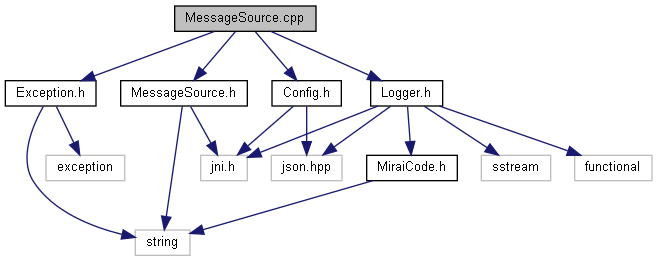 MessageSource.cpp
Exception.h
MessageSource.h
Config.h
Logger.h
exception
jni.h
json.hpp
MiraiCode.h
sstream
functional
string